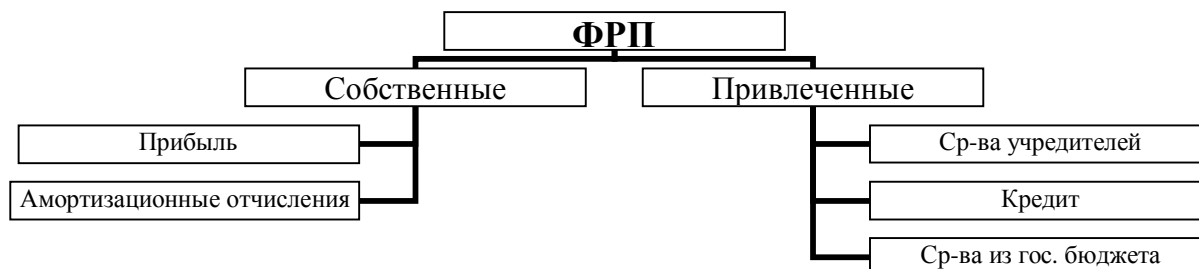 ФРП
Собственные
Привлеченные
Прибыль
Ср-ва учредителей
Амортизационные отчисления
Кредит
Ср-ва из гос. бюджета